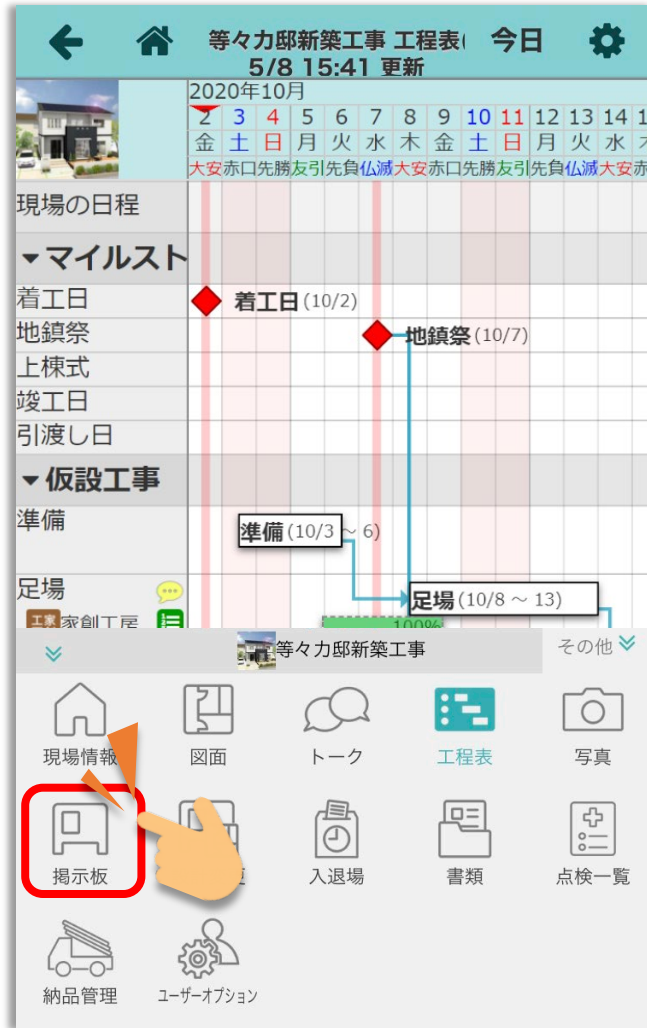 等々力邸新築工事 工程表(
今日
5/8 15:41 更新
2020年10月
2 3 4 5 6 7 8 9 10 11 12 13 14 1
金 土 日 月 火 水 木 金 土 日 月 火 水
大安 赤口 先勝 友引 先負 仏滅 大安 赤口 先勝 友引 先負 仏滅 大安 赤
現場の日程
▼マイルスト
着工日
着工日 (10/2)
地鎮祭
地鎮祭 (10/7)
上棟式
竣工日
引渡し日
▼仮設工事
準備
準備 (10/3 ～ 6)
足場
足場 (10/8 ～ 13)
工家 家創工房
100%
等々力邸新築工事
その他
現場情報 図面 トーク 工程表 写真
掲示板 入退場 書類 点検一覧
納品管理 ユーザーオプション